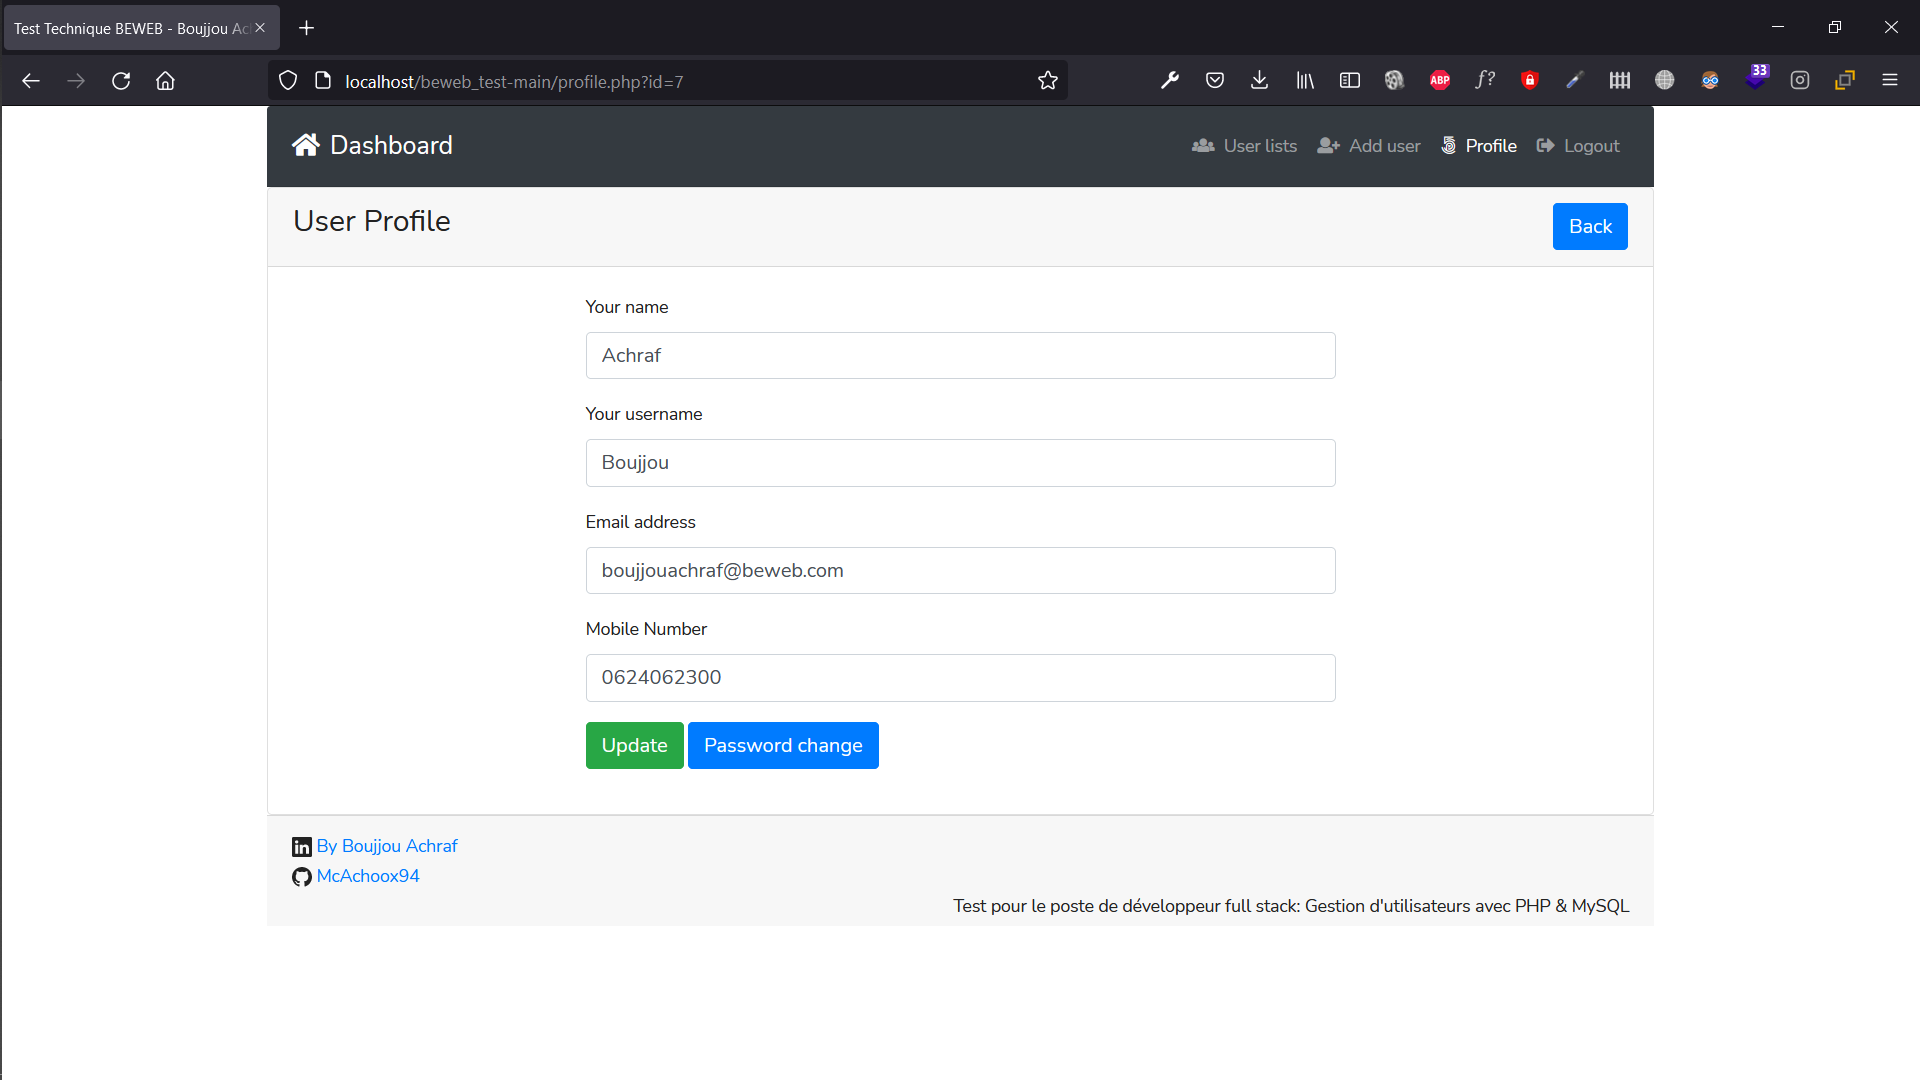 Test Technique BEWEB - Boujjou Ac
localhost/beweb_test-main/profile.php?id=7
ABP
f?
33
Dashboard
User lists
Add user
Profile
Logout
User Profile
Back
Your name
Achraf
Your username
Boujjou
Email address
boujjouachraf@beweb.com
Mobile Number
0624062300
Update
Password change
in By Boujjou Achraf
McAchoox94
Test pour le poste de développeur full stack: Gestion d'utilisateurs avec PHP & MySQL